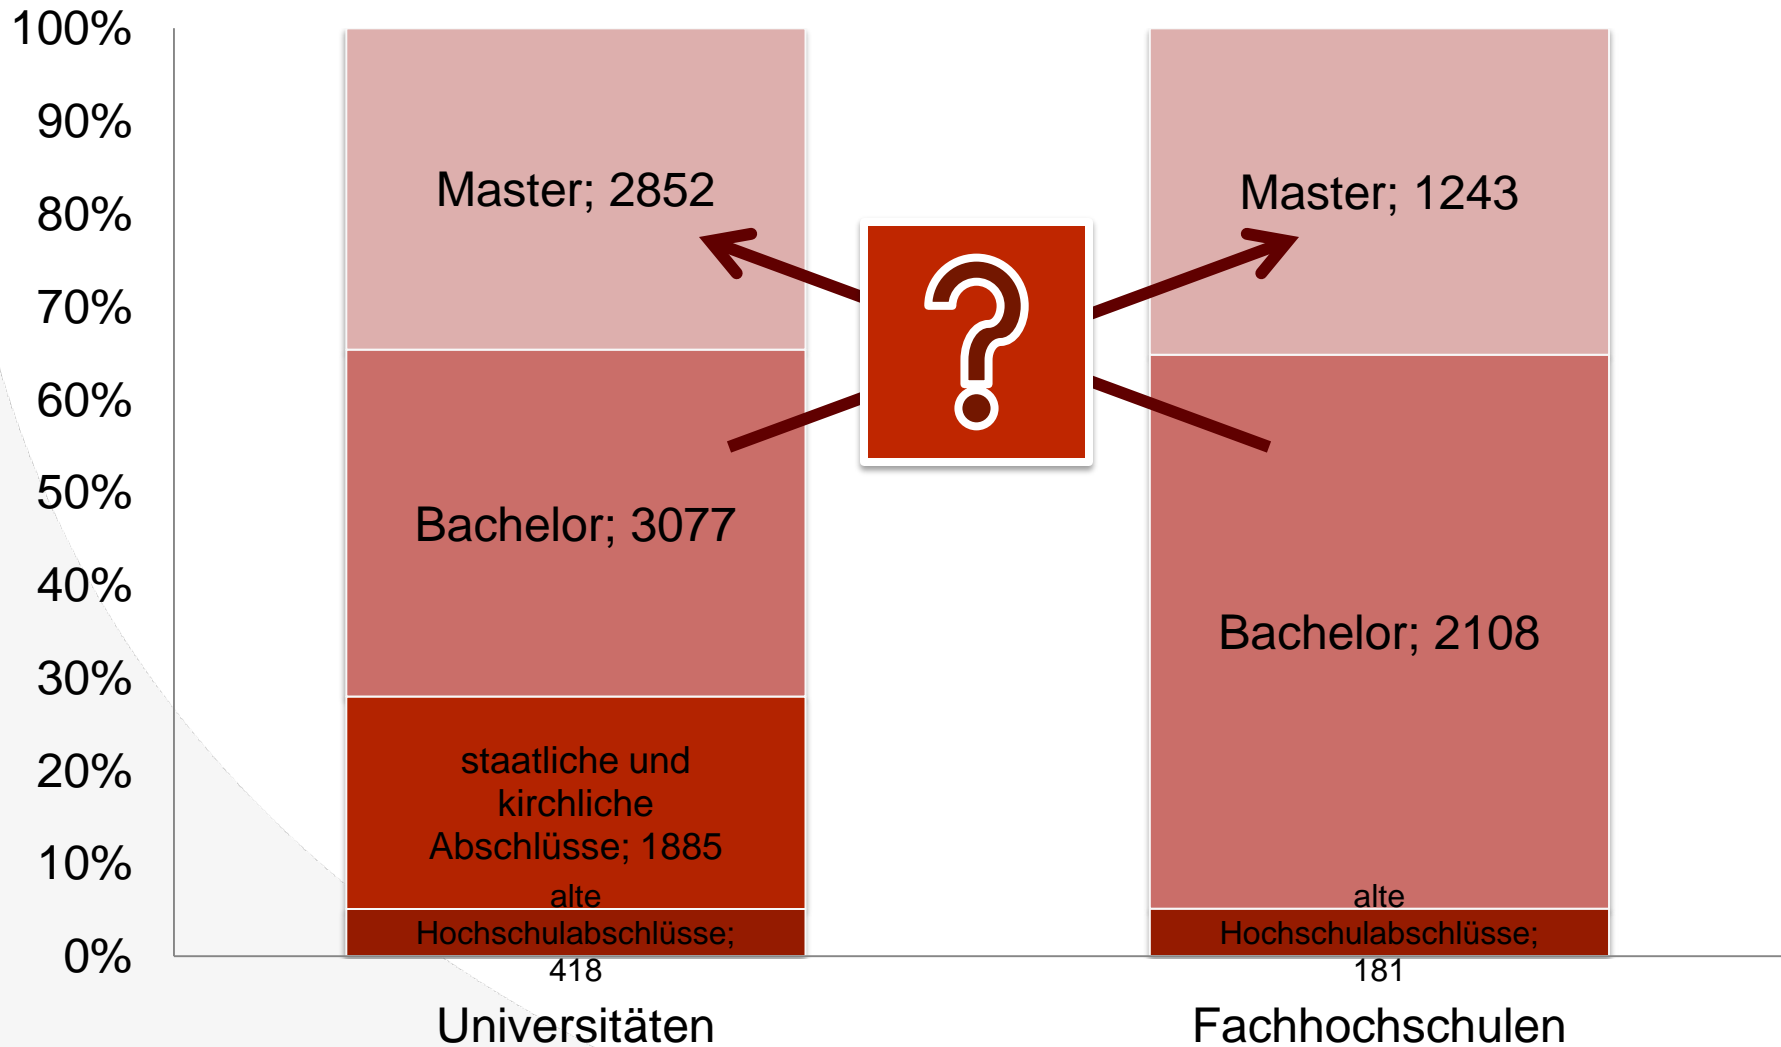 100%
90%
80%
70%
60%
50%
40%
30%
20%
10%
0%
Master; 2852
Bachelor; 3077
staatliche und
kirchliche
Abschlüsse; 1885
alte
Hochschulabschlüsse;
418
Universitäten
?
Master; 1243
Bachelor; 2108
alte
Hochschulabschlüsse;
181
Fachhochschulen